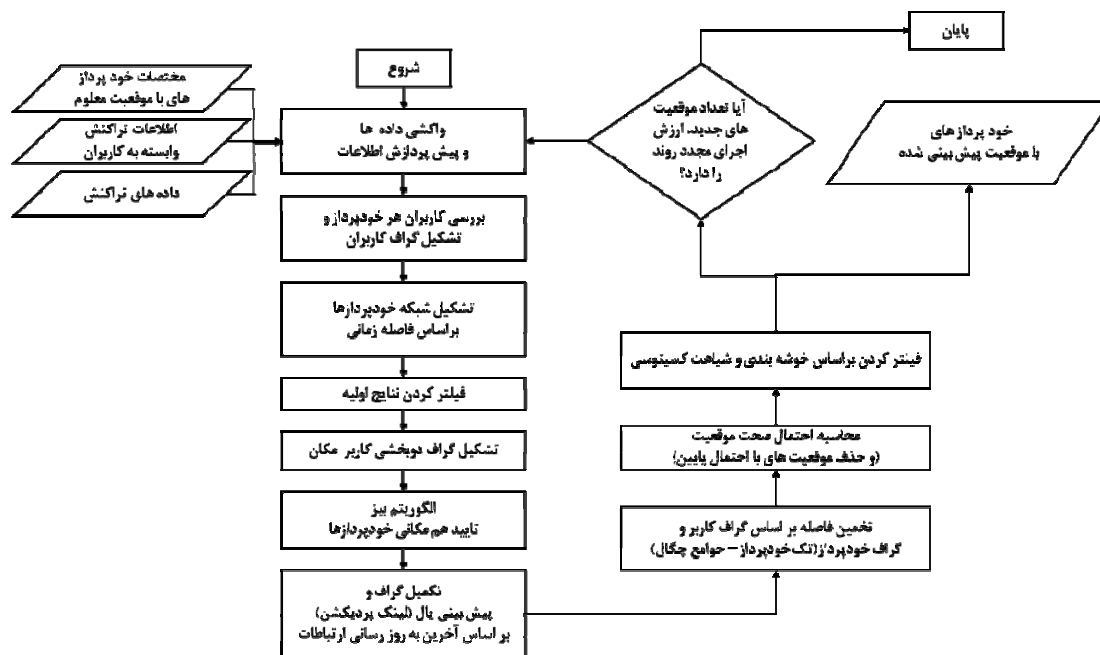 شروع
مختصات خود پرداز
های با موقعیت معلوم
اطلاعات تراکنش
وابسته به کاربران
داده های تراکنش
واکشی داده ها
و پیش پردازش اطلاعات
بررسی کاربران هر خودپرداز و
تشکیل گراف کاربران
تشکیل شبکه خودپردازها
براساس فاصله زمانی
فیلتر کردن نتایج اولیه
تشکیل گراف دوبخشی کاربر مکان
الگوریتم بیز
تایید هم مکانی خودپردازها
تکمیل گراف و
پیش بینی یال (لینک پردیکشن)
بر اساس آخرین به روز رسانی ارتباطات
تخمین فاصله بر اساس گراف کاربر و
گراف خودپرداز(تک خودپرداز – حوامع چگال)
محاسبه احتمال صحت موقعیت
(و حذف موقعیت های با احتمال پایین)
فیلتر کردن براساس خوشه بندی و شباهت کسینوسی
آیا تعداد موقعیت
های جدید، ارزش
اجرای مجدد روند
را دارد؟
خود پرداز های
با موقعیت پیش بینی شده
پایان